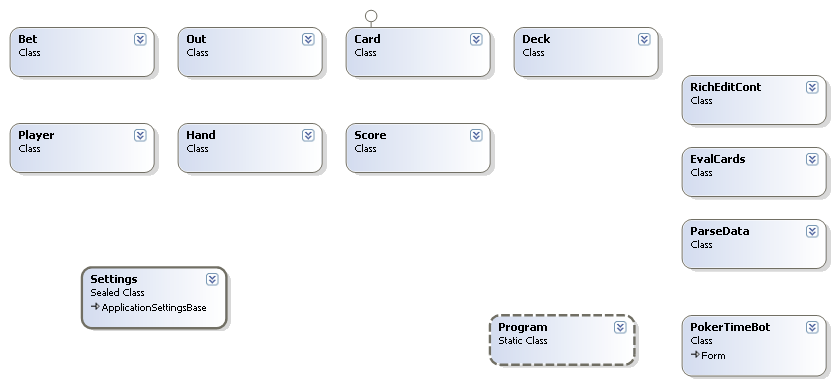 Bet
Class
Out
Class
Card
Class
Deck
Class
RichEditCont
Class
Player
Class
Hand
Class
Score
Class
EvalCards
Class
ParseData
Class
Settings
Sealed Class
ApplicationSettingsBase
Program
Static Class
PokerTimeBot
Class
Form